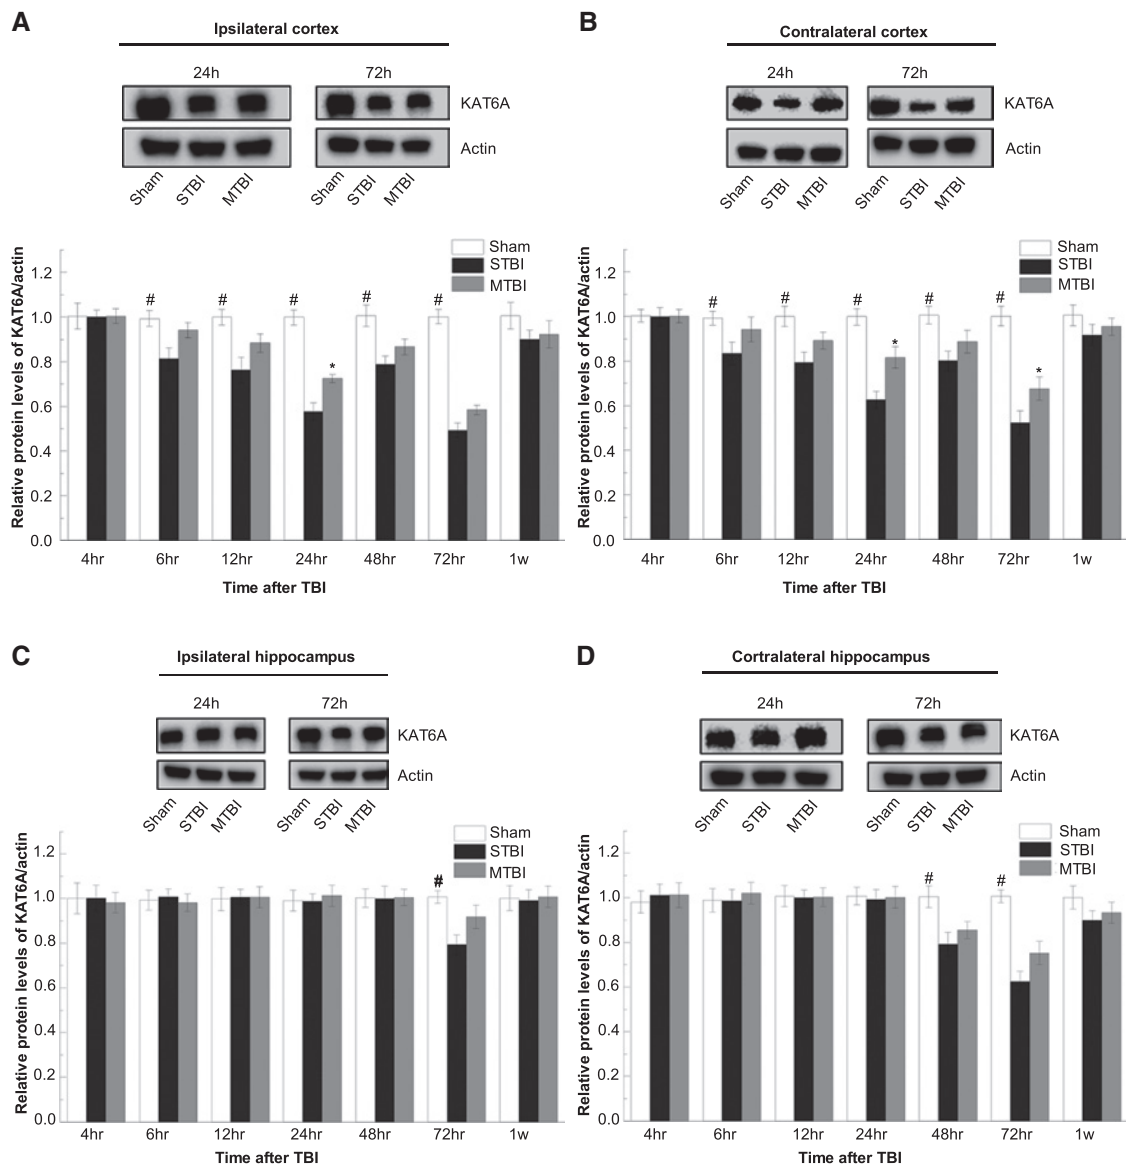 A
Ipsilateral cortex
24h 72h
KAT6A
Actin
Sham STBI MTBI Sham STBI MTBI
Sham
STBI
MTBI
Relative protein levels of KAT6A/actin
1.2
1.0
0.8
0.6
0.4
0.2
0.0
# # # # #
*
4hr 6hr 12hr 24hr 48hr 72hr 1w
Time after TBI
B
Contralateral cortex
24h 72h
KAT6A
Actin
Sham STBI MTBI Sham STBI MTBI
Sham
STBI
MTBI
Relative protein levels of KAT6A/actin
1.2
1.0
0.8
0.6
0.4
0.2
0.0
# # # # #
* *
4hr 6hr 12hr 24hr 48hr 72hr 1w
Time after TBI
C
Ipsilateral hippocampus
24h 72h
KAT6A
Actin
Sham STBI MTBI Sham STBI MTBI
Sham
STBI
MTBI
Relative protein levels of KAT6A/actin
1.2
1.0
0.8
0.6
0.4
0.2
0.0
#
4hr 6hr 12hr 24hr 48hr 72hr 1w
Time after TBI
D
Cortralateral hippocampus
24h 72h
KAT6A
Actin
Sham STBI MTBI Sham STBI MTBI
Sham
STBI
MTBI
Relative protein levels of KAT6A/actin
1.2
1.0
0.8
0.6
0.4
0.2
0.0
# #
4hr 6hr 12hr 24hr 48hr 72hr 1w
Time after TBI